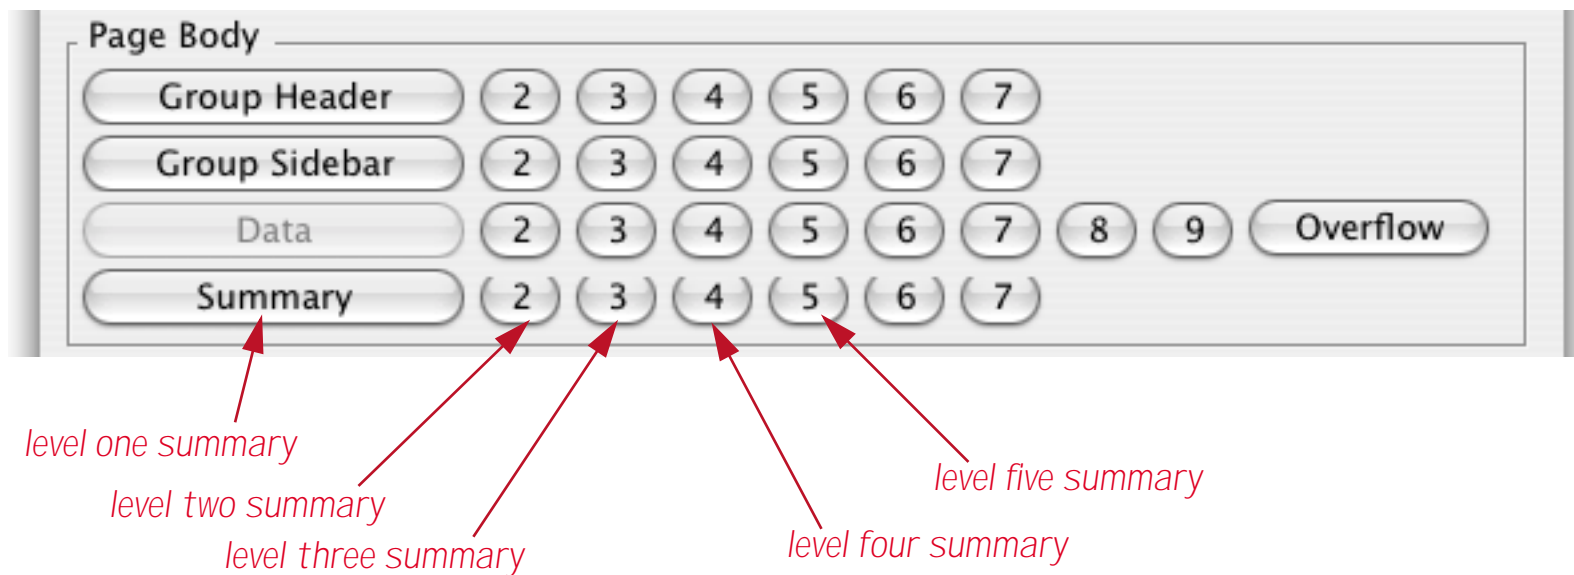 Page Body
Group Header 2 3 4 5 6 7
Group Sidebar 2 3 4 5 6 7
Data 2 3 4 5 6 7 8 9 Overflow
Summary 2 3 4 5 6 7
level one summary
level five summary
level two summary
level four summary
level three summary